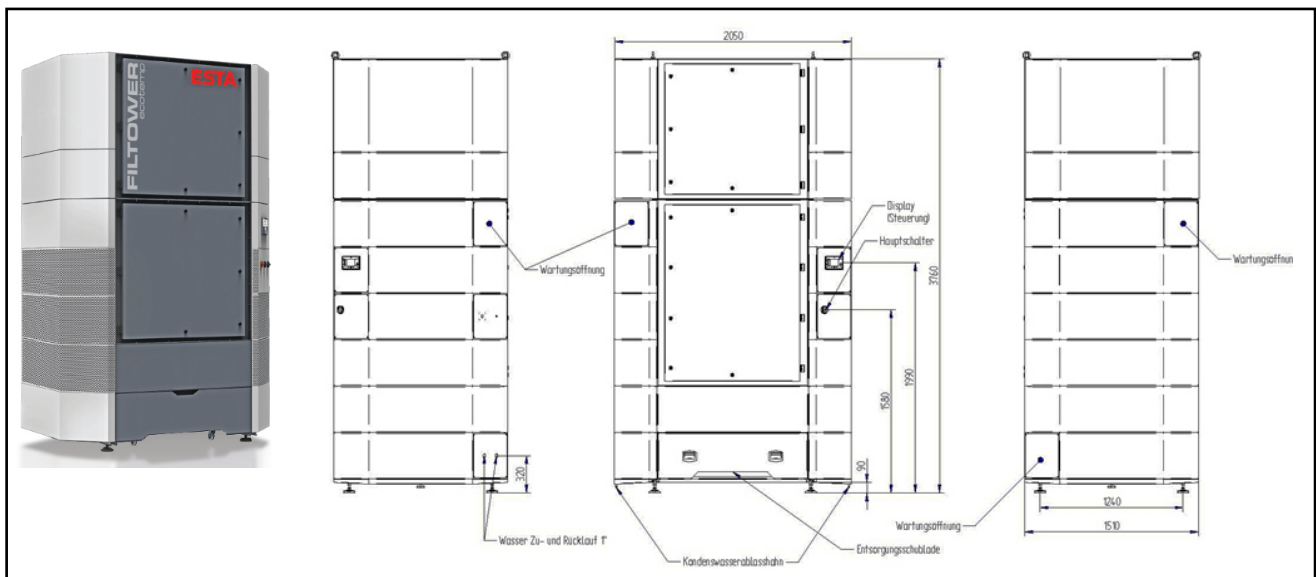 FILTOWER
ecotemp
ESTA
2050
Wartungsöffnung
320
Wasser Zu- und Rücklauf 1"
Display
(Steuerung)
Hauptschalter
3760
1990
1580
90
Entsorgungsschublade
Kondenswasserablasshahn
Wartungsöffnun
Wartungsöffnung
1240
1510